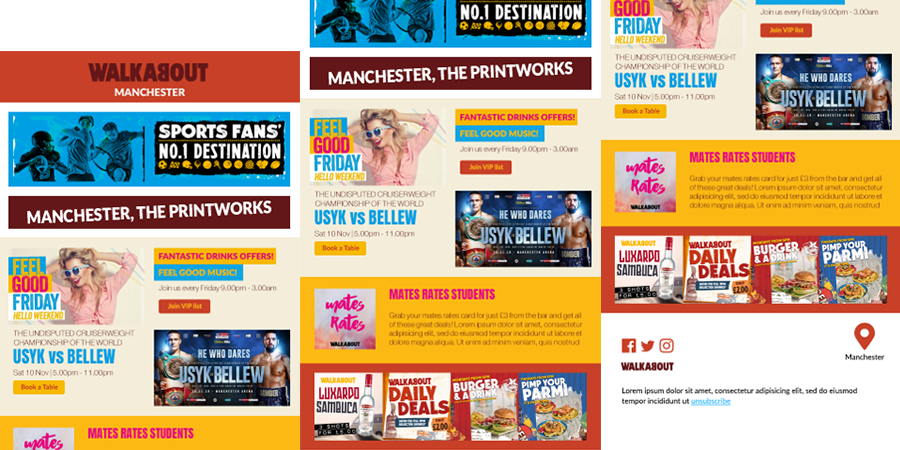 WALKABOUT
MANCHESTER
SPORTS FANS'
NO.1 DESTINATION
MANCHESTER, THE PRINTWORKS
FEEL
GOOD
FRIDAY
HELLO WEEKEND
FANTASTIC DRINKS OFFERS!
FEEL GOOD MUSIC!
Join us every Friday 9.00pm - 3.00am
Join VIP list
THE UNDISPUTED CRUISERWEIGHT
CHAMPIONSHIP OF THE WORLD
USYK vs BELLEW
Sat 10 Nov | 5.00pm - 11.00pm
Book a Table
HE WHO DARES
USYK BELLEW
mates
MATES RATES STUDENTS
NO.1 DESTINATION
MANCHESTER, THE PRINTWORKS
FEEL
GOOD
FRIDAY
HELLO WEEKEND
FANTASTIC DRINKS OFFERS!
FEEL GOOD MUSIC!
Join us every Friday 9.00pm - 3.00am
Join VIP list
THE UNDISPUTED CRUISERWEIGHT
CHAMPIONSHIP OF THE WORLD
USYK vs BELLEW
Sat 10 Nov | 5.00pm - 11.00pm
Book a Table
HE WHO DARES
USYK BELLEW
mates
Rates
WALKABOUT
MATES RATES STUDENTS
Grab your mates rates card for just £3 from the bar and get all
of these great deals! Lorem ipsum dolor sit amet, consectetur
adipisicing elit, sed do eiusmod tempor incididunt ut labore et
dolore magna aliqua. Ut enim ad minim veniam, quis nostrud
WALKABOUT
LUXARDO
SAMBUCA
3 SHOTS
FOR £5.00
WALKABOUT
DAILY
DEALS
£2.00
BURGER
& A DRINK
PIMP YOUR
PARMI
GOOD
FRIDAY
HELLO WEEKEND
Join us every Friday 9.00pm - 3.00am
Join VIP list
THE UNDISPUTED CRUISERWEIGHT
CHAMPIONSHIP OF THE WORLD
USYK vs BELLEW
Sat 10 Nov | 5.00pm - 11.00pm
Book a Table
HE WHO DARES
USYK BELLEW
mates
Rates
WALKABOUT
MATES RATES STUDENTS
Grab your mates rates card for just £3 from the bar and get all
of these great deals! Lorem ipsum dolor sit amet, consectetur
adipisicing elit, sed do eiusmod tempor incididunt ut labore et
dolore magna aliqua. Ut enim ad minim veniam, quis nostrud
WALKABOUT
LUXARDO
SAMBUCA
3 SHOTS
FOR £5.00
WALKABOUT
DAILY
DEALS
£2.00
BURGER
& A DRINK
PIMP YOUR
PARMI
Manchester
WALKABOUT
Lorem ipsum dolor sit amet, consectetur adipisicing elit, sed do eiusmod
tempor incididunt ut unsubscribe